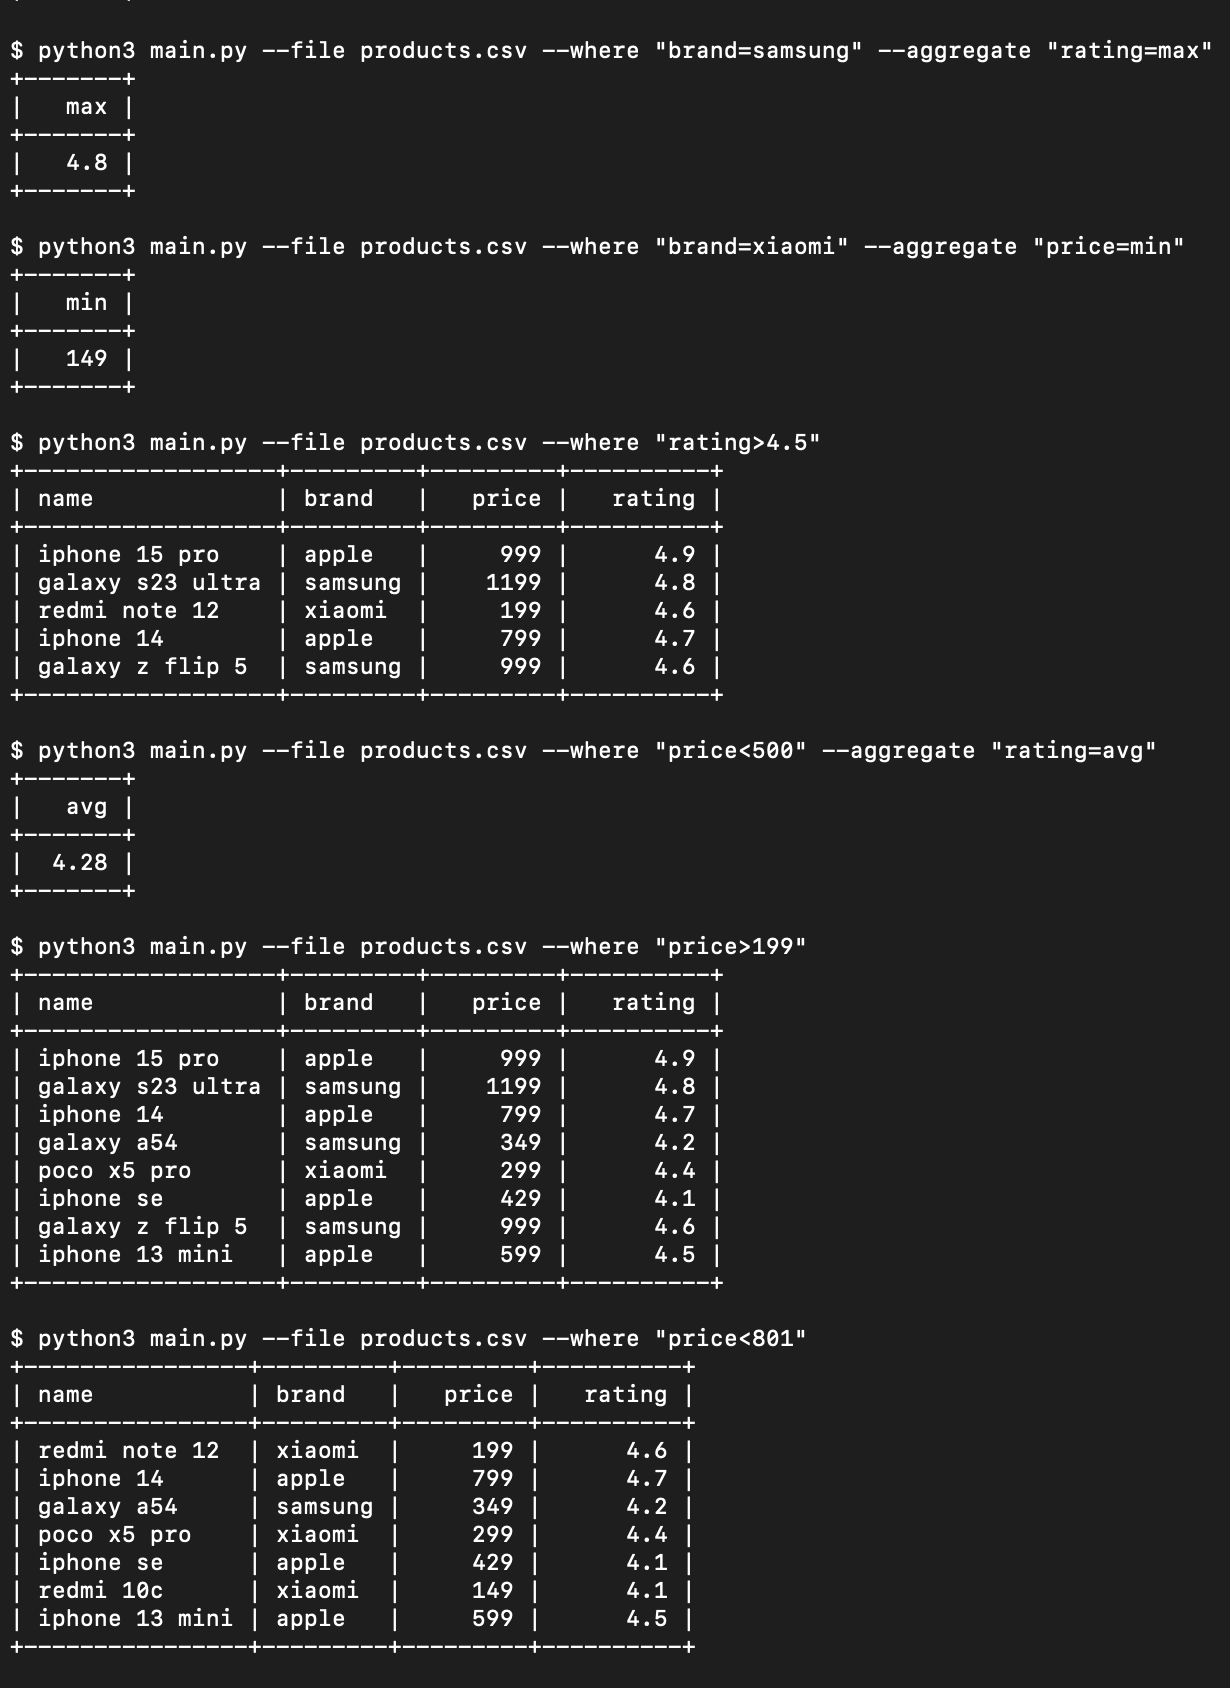 $ python3 main.py --file products.csv --where "brand=samsung" --aggregate "rating=max"
+-------+
|   max |
+-------+
|   4.8 |
+-------+
$ python3 main.py --file products.csv --where "brand=xiaomi" --aggregate "price=min"
+-------+
|   min |
+-------+
|   149 |
+-------+
$ python3 main.py --file products.csv --where "rating>4.5"
+------------------+---------+---------+----------+
| name             | brand   |   price |   rating |
+------------------+---------+---------+----------+
| iphone 15 pro    | apple   |     999 |      4.9 |
| galaxy s23 ultra | samsung |    1199 |      4.8 |
| redmi note 12    | xiaomi  |     199 |      4.6 |
| iphone 14        | apple   |     799 |      4.7 |
| galaxy z flip 5  | samsung |     999 |      4.6 |
+------------------+---------+---------+----------+
$ python3 main.py --file products.csv --where "price<500" --aggregate "rating=avg"
+-------+
|   avg |
+-------+
|  4.28 |
+-------+
$ python3 main.py --file products.csv --where "price>199"
+------------------+---------+---------+----------+
| name             | brand   |   price |   rating |
+------------------+---------+---------+----------+
| iphone 15 pro    | apple   |     999 |      4.9 |
| galaxy s23 ultra | samsung |    1199 |      4.8 |
| iphone 14        | apple   |     799 |      4.7 |
| galaxy a54       | samsung |     349 |      4.2 |
| poco x5 pro      | xiaomi  |     299 |      4.4 |
| iphone se        | apple   |     429 |      4.1 |
| galaxy z flip 5  | samsung |     999 |      4.6 |
| iphone 13 mini   | apple   |     599 |      4.5 |
+------------------+---------+---------+----------+
$ python3 main.py --file products.csv --where "price<801"
+----------------+---------+---------+----------+
| name           | brand   |   price |   rating |
+----------------+---------+---------+----------+
| redmi note 12  | xiaomi  |     199 |      4.6 |
| iphone 14      | apple   |     799 |      4.7 |
| galaxy a54     | samsung |     349 |      4.2 |
| poco x5 pro    | xiaomi  |     299 |      4.4 |
| iphone se      | apple   |     429 |      4.1 |
| redmi 10c      | xiaomi  |     149 |      4.1 |
| iphone 13 mini | apple   |     599 |      4.5 |
+----------------+---------+---------+----------+